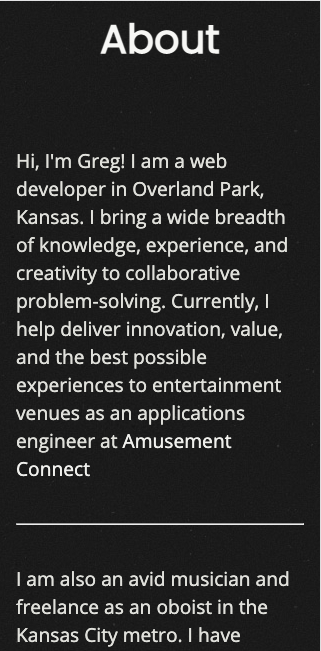 About
Hi, I'm Greg! I am a web
developer in Overland Park,
Kansas. I bring a wide breadth
of knowledge, experience, and
creativity to collaborative
problem-solving. Currently, I
help deliver innovation, value,
and the best possible
experiences to entertainment
venues as an applications
engineer at Amusement
Connect
I am also an avid musician and
freelance as an oboist in the
Kansas City metro. I have